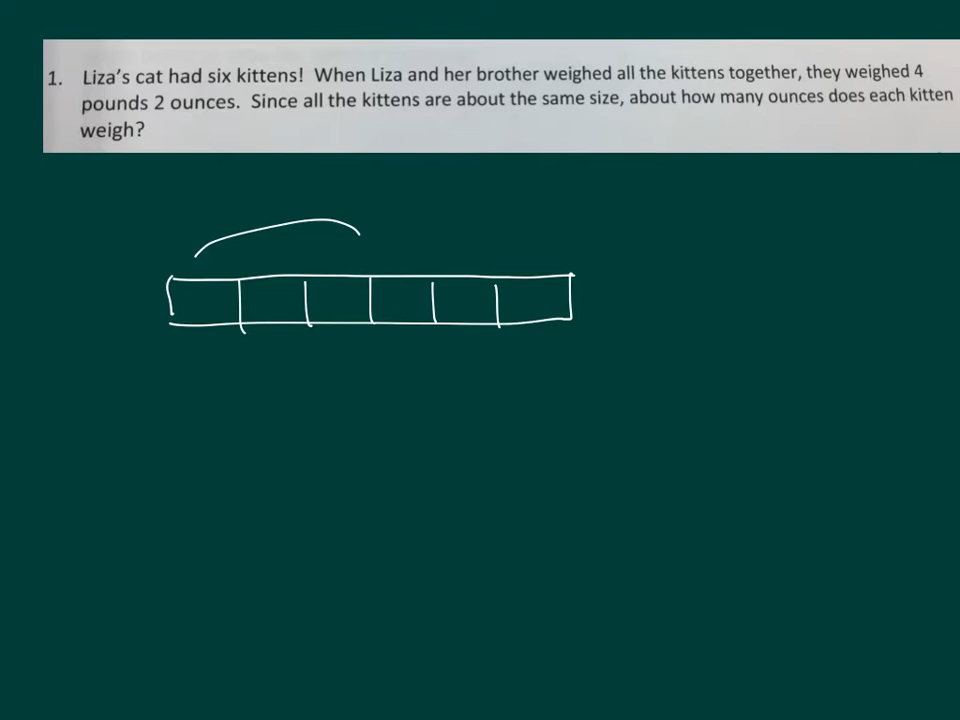 1. Liza's cat had six kittens! When Liza and her brother weighed all the kittens together, they weighed 4
pounds 2 ounces. Since all the kittens are about the same size, about how many ounces does each kitten
weigh?